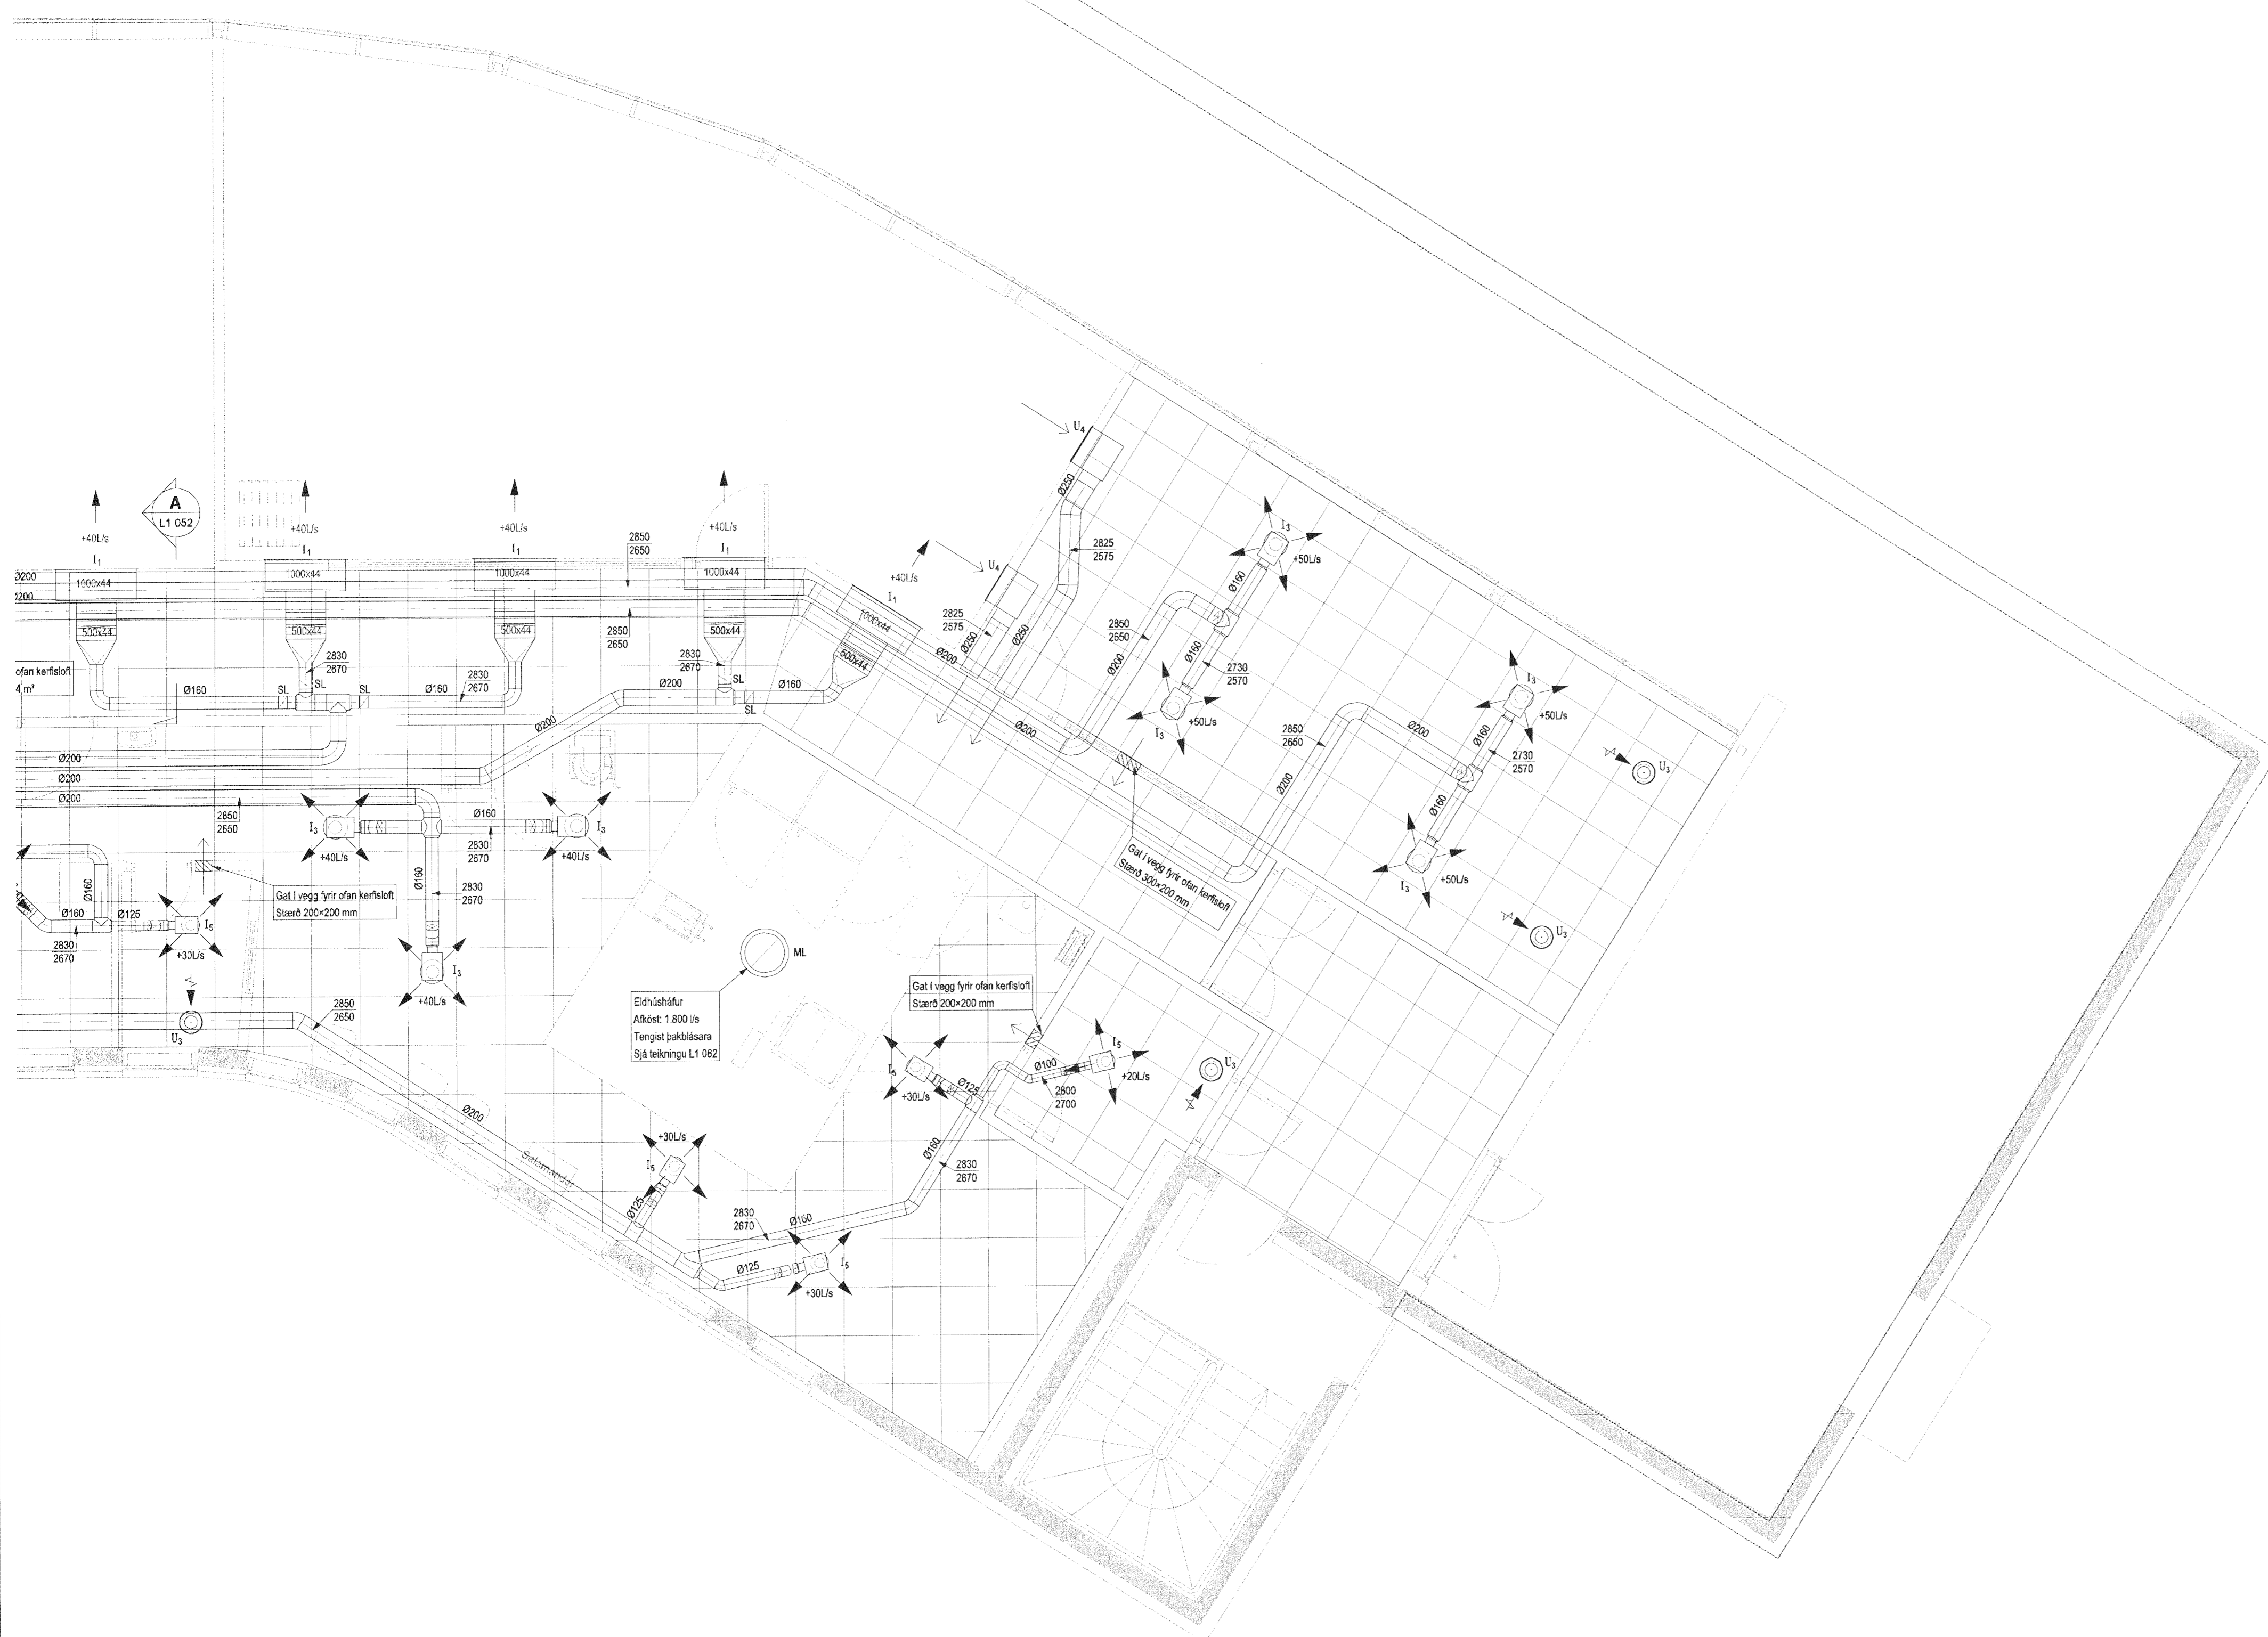 A
L1 052
+40L/s
+40L/s
+40L/s
+40L/s
+40L/s
I1
I1
I1
I1
I1
1000x44
1000x44
1000x44
1000x44
1000x44
500x44
500x44
500x44
500x44
500x44
2850
2650
2850
2650
Ø200
Ø200
ofan kerfisloft
4 m²
2830
2670
2830
2670
2830
2670
Ø160
SL
SL
SL
Ø160
Ø200
SL
SL
Ø160
Ø200
Ø200
Ø200
Ø200
2850
2650
I3
+40L/s
Ø160
2830
2670
I3
+40L/s
Ø160
2830
2670
I3
+40L/s
Gat í vegg fyrir ofan kerfisloft
Stærð 200×200 mm
Ø160
Ø160
Ø125
2830
2670
I5
+30L/s
U3
2850
2650
Ø200
Salamander
Eldhúsháfur
Afköst: 1.800 l/s
Tengist þakblásara
Sjá teikningu L1 062
ML
U4
U4
Ø250
2825
2575
2825
2575
Ø250
Ø250
Ø200
Ø200
2850
2650
Ø200
I3
+50L/s
Ø160
Ø160
2730
2570
I3
+50L/s
2850
2650
Ø200
Ø200
I3
+50L/s
Ø160
2730
2570
Ø160
I3
+50L/s
U3
U3
Gat í vegg fyrir ofan kerfisloft
Stærð 300×200 mm
Gat í vegg fyrir ofan kerfisloft
Stærð 200×200 mm
I5
+30L/s
Ø125
Ø100
2800
2700
I5
+20L/s
U3
Ø160
2830
2670
+30L/s
I5
Ø125
2830
2670
Ø160
Ø125
I5
+30L/s